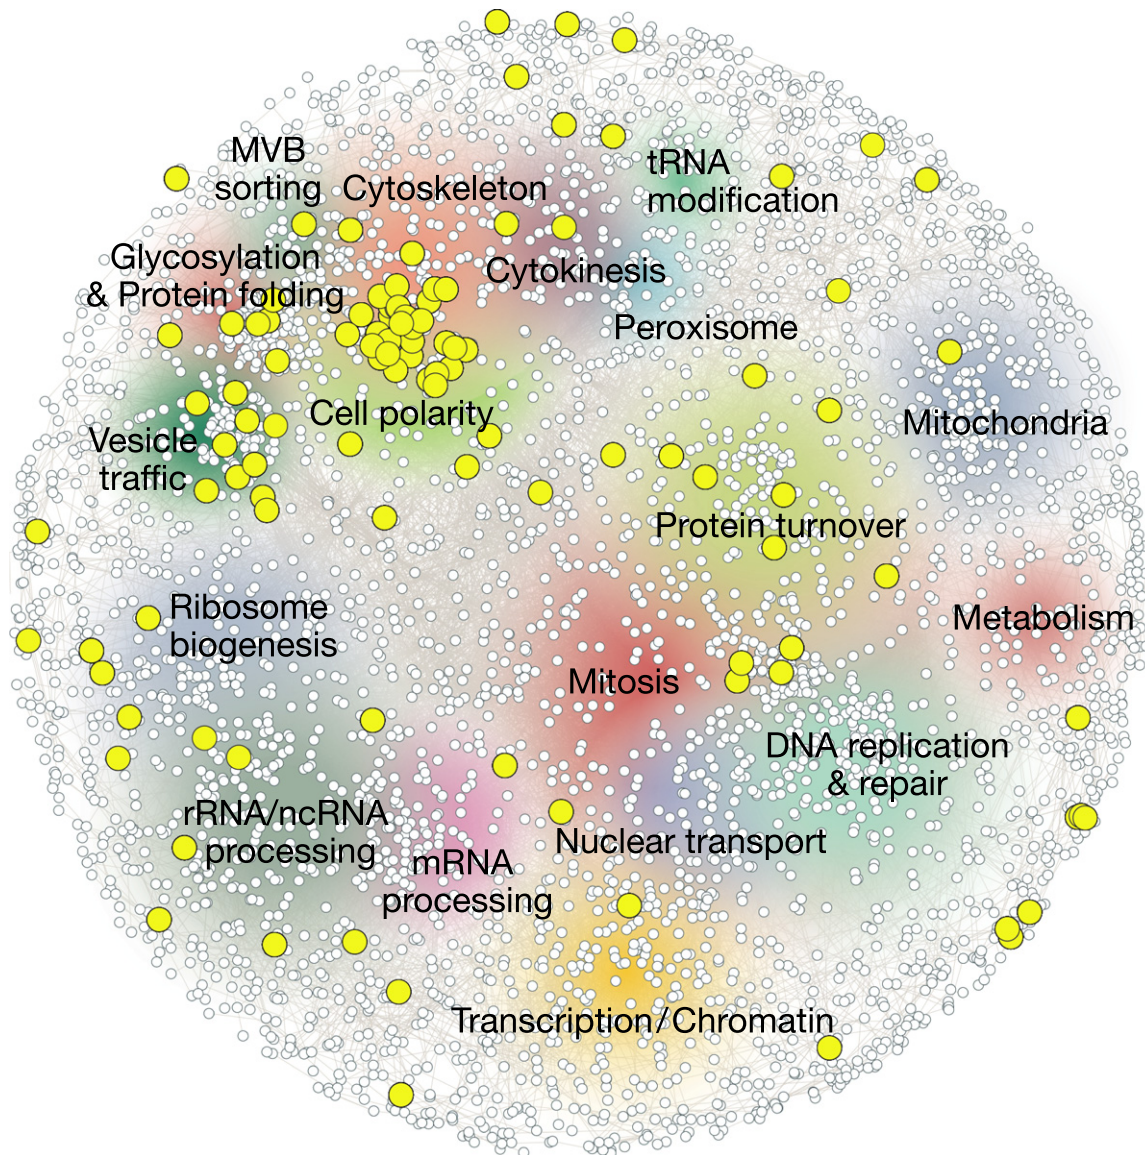 MVB
sorting
Cytoskeleton
tRNA
modification
Glycosylation
& Protein folding
Cytokinesis
Peroxisome
Cell polarity
Mitochondria
Vesicle
traffic
Protein turnover
Ribosome
biogenesis
Metabolism
Mitosis
DNA replication
& repair
rRNA/ncRNA
processing
Nuclear transport
mRNA
processing
Transcription/Chromatin